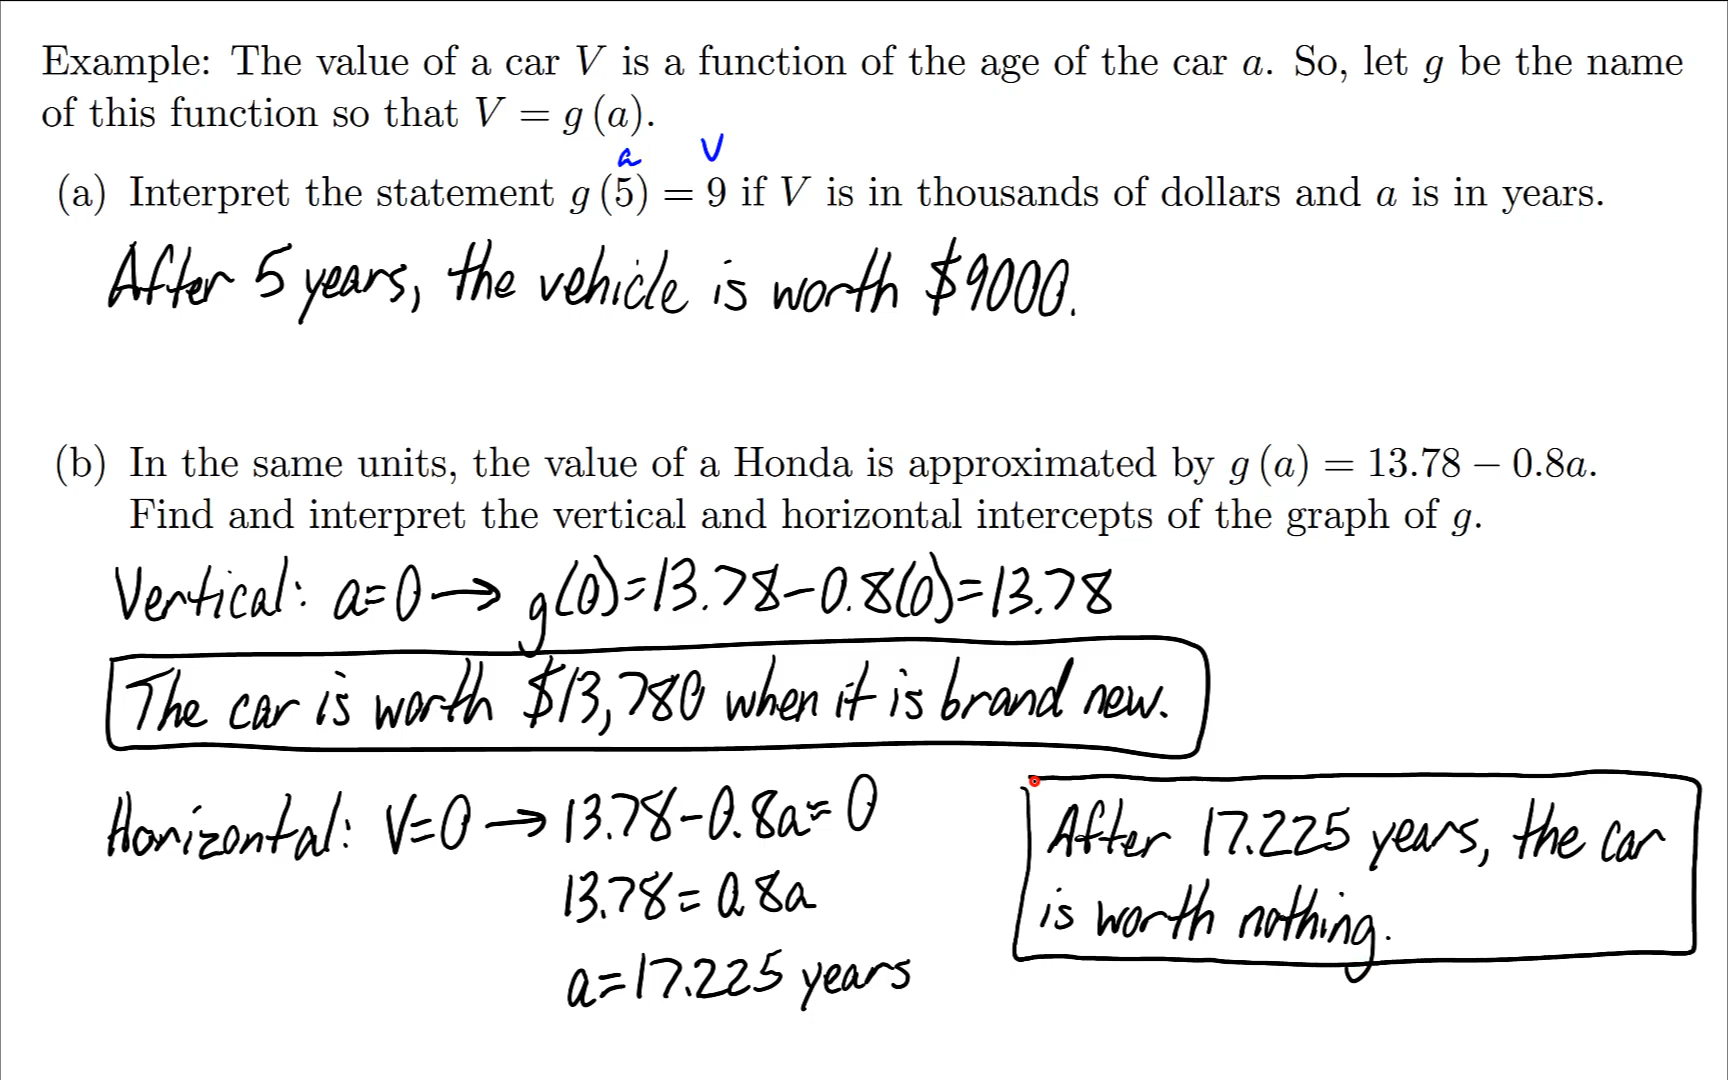 Example: The value of a car V is a function of the age of the car a. So, let g be the name
of this function so that V = g (a).
a V
(a) Interpret the statement g (5) = 9 if V is in thousands of dollars and a is in years.
After 5 years, the vehicle is worth $9000.
(b) In the same units, the value of a Honda is approximated by g (a) = 13.78 − 0.8a.
Find and interpret the vertical and horizontal intercepts of the graph of g.
Vertical: a=0 → g(0)=13.78−0.8(0)=13.78
The car is worth $13,780 when it is brand new.
Horizontal: V=0 → 13.78−0.8a=0
13.78=0.8a
a=17.225 years
After 17.225 years, the car
is worth nothing.